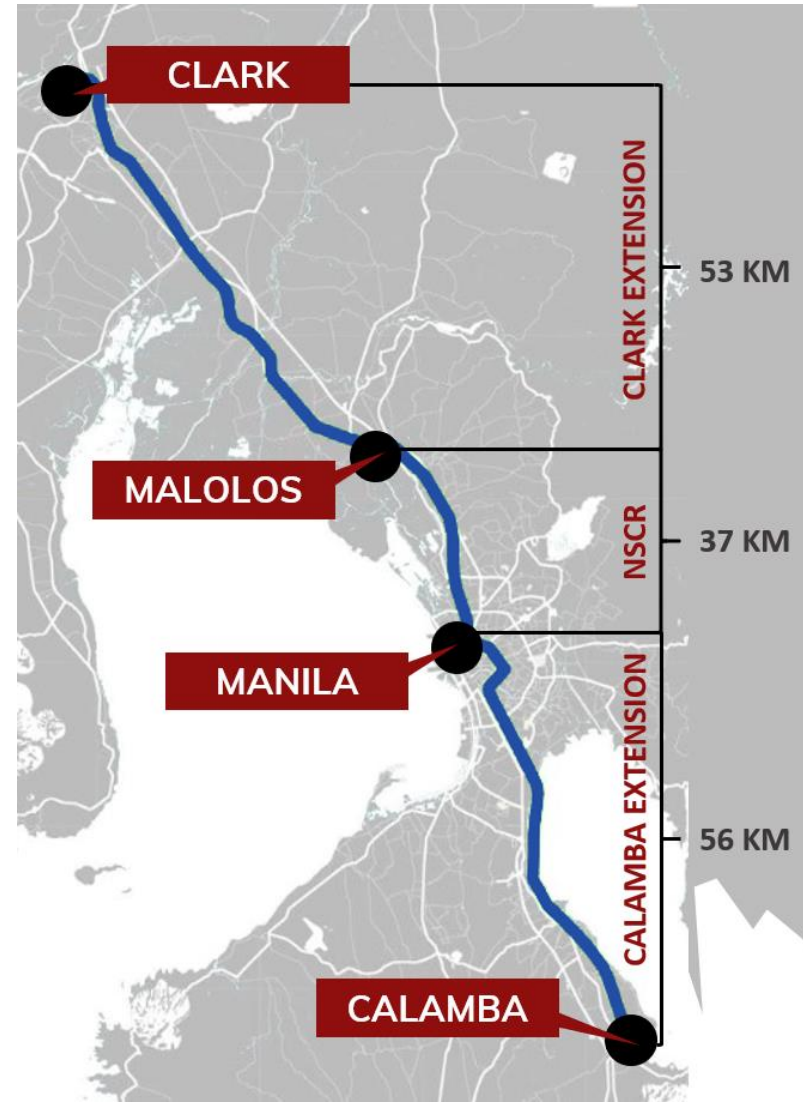 CLARK
CLARK EXTENSION
53 KM
MALOLOS
NSCR
37 KM
MANILA
CALAMBA EXTENSION
56 KM
CALAMBA